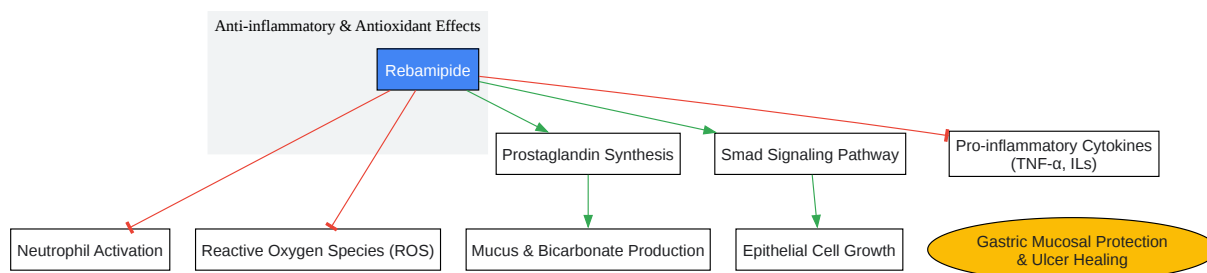 Anti-inflammatory & Antioxidant Effects
Rebamipide
Prostaglandin Synthesis
Smad Signaling Pathway
Pro-inflammatory Cytokines
(TNF-α, ILs)
Neutrophil Activation
Reactive Oxygen Species (ROS)
Mucus & Bicarbonate Production
Epithelial Cell Growth
Gastric Mucosal Protection
& Ulcer Healing